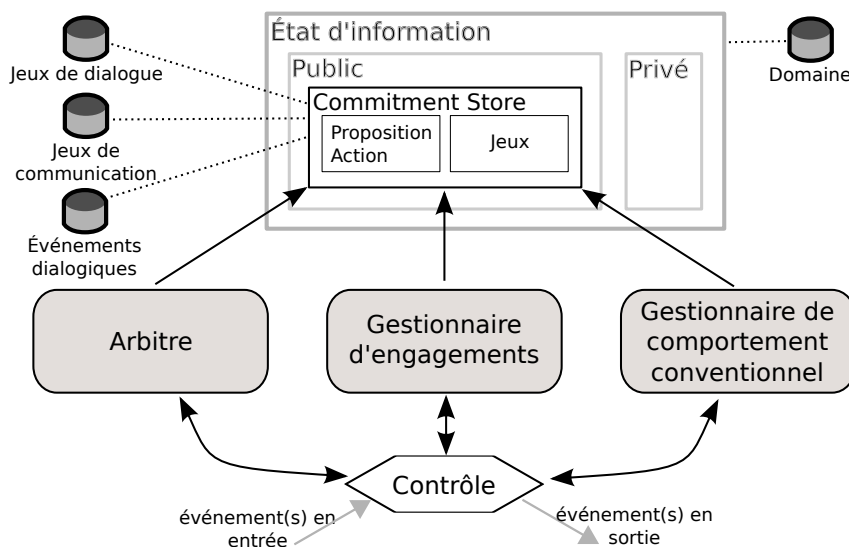 État d'information
Jeux de dialogue
Public
Privé
Domaine
Commitment Store
Proposition
Action
Jeux
Jeux de
communication
Événements
dialogiques
Arbitre
Gestionnaire
d'engagements
Gestionnaire de
comportement
conventionnel
Contrôle
événement(s) en
entrée
événement(s) en
sortie